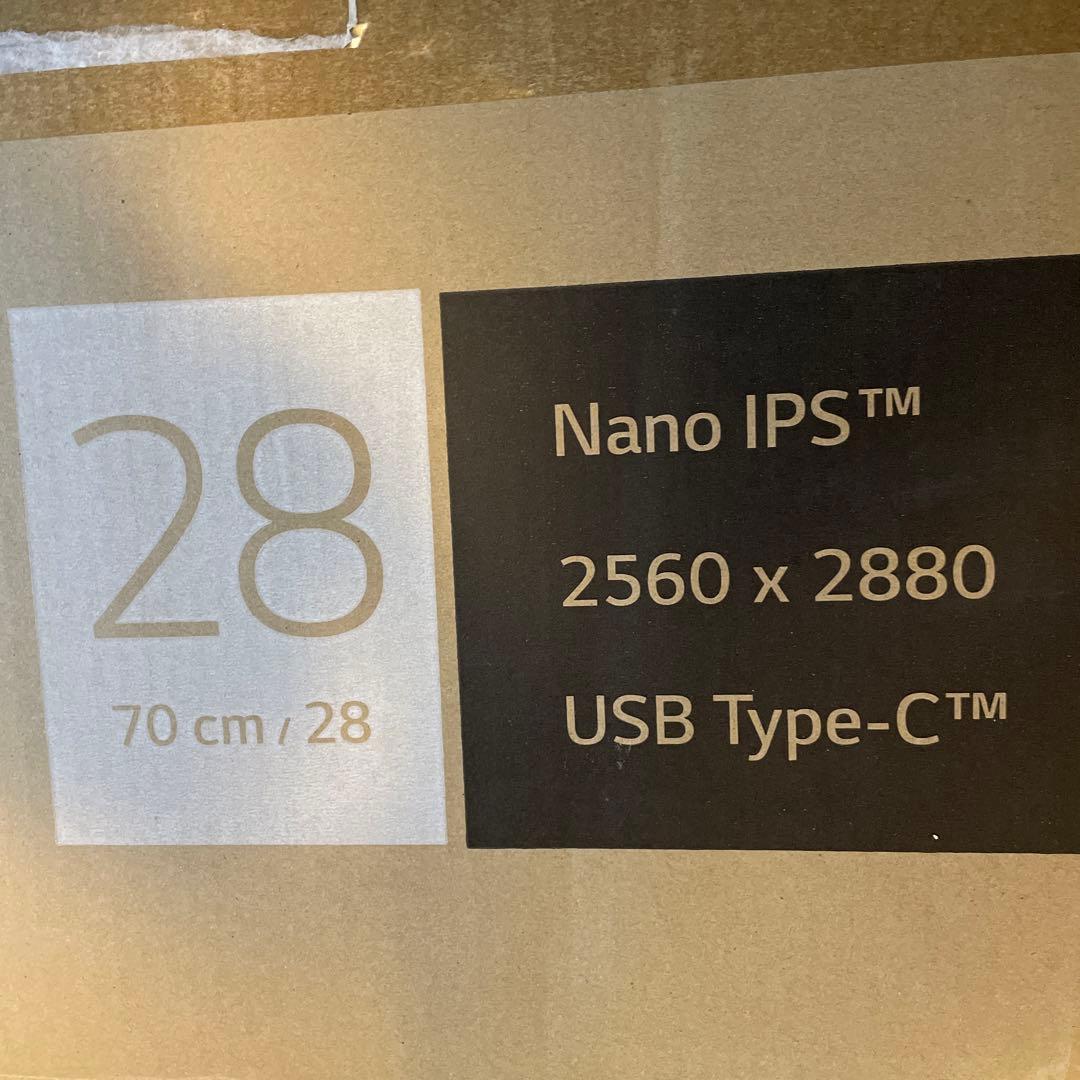 28
70 cm / 28
Nano IPS™
2560 x 2880
USB Type-C™